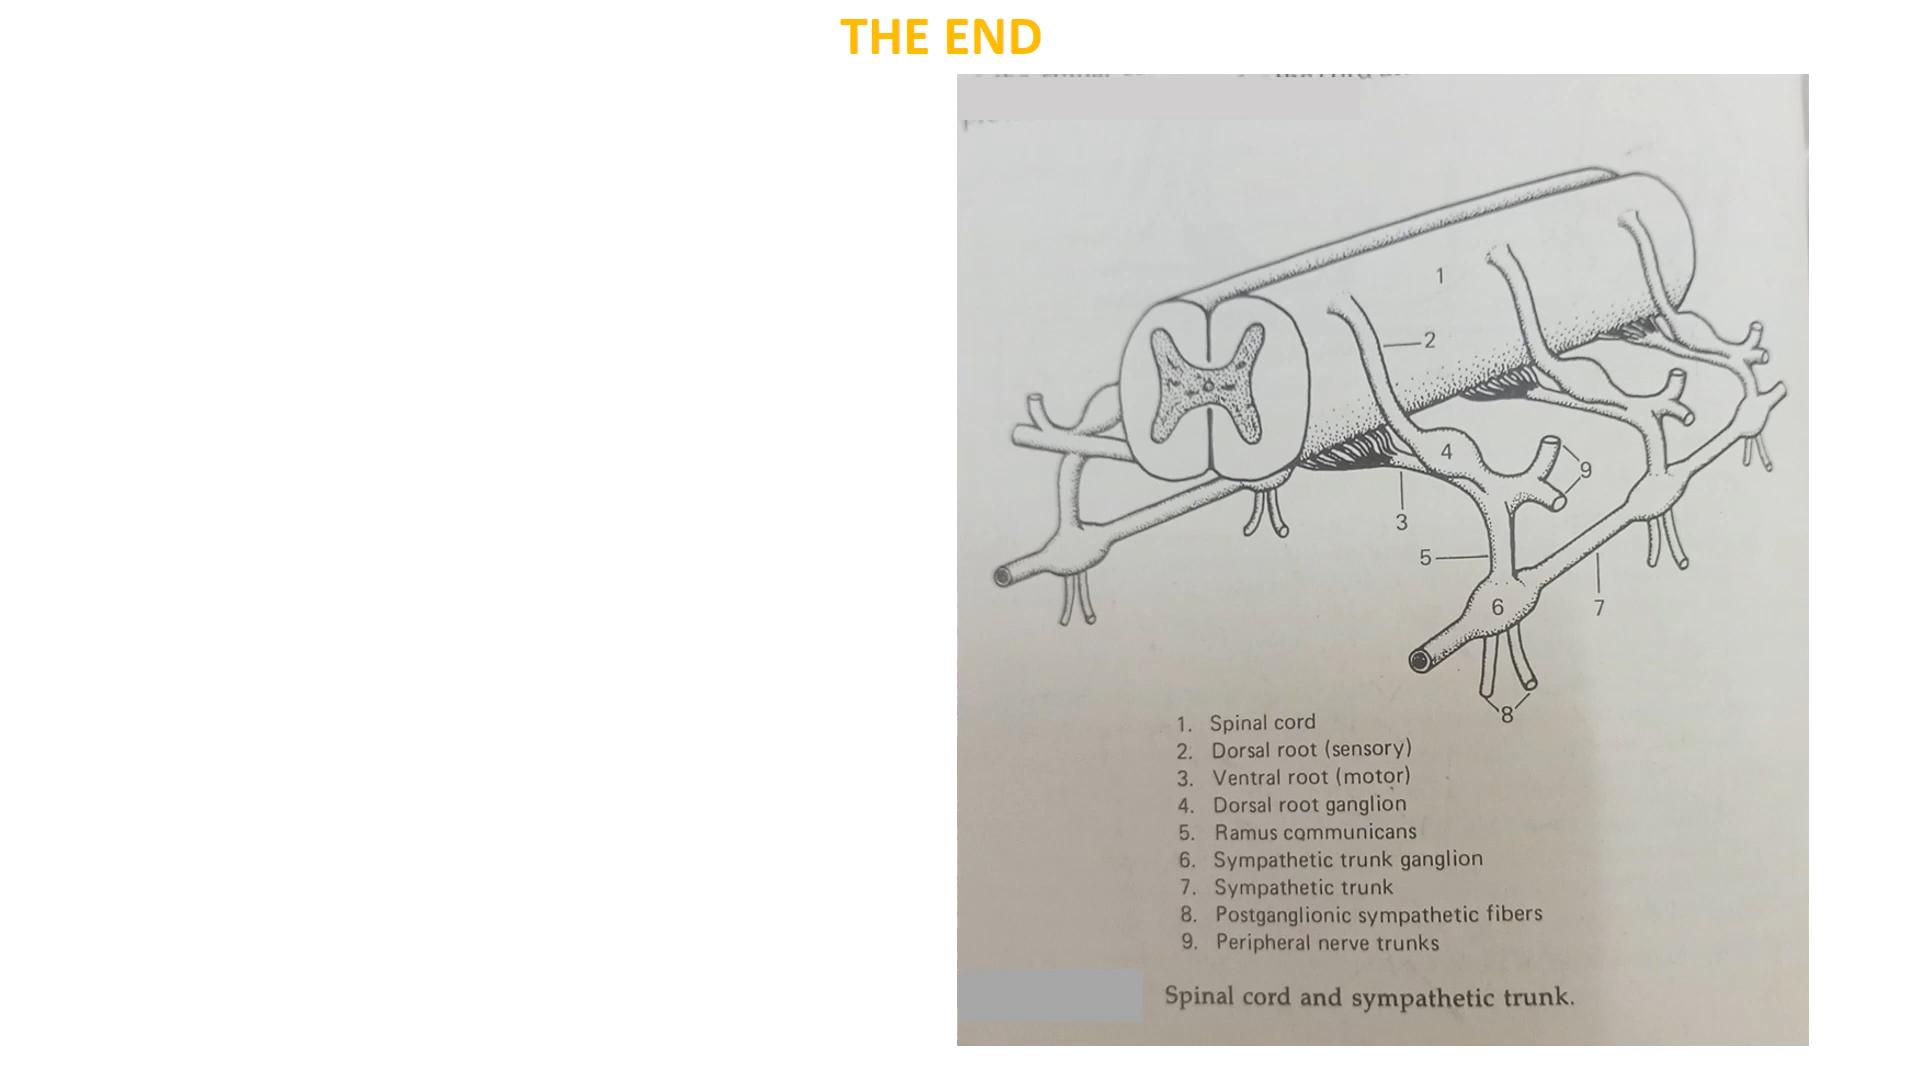 THE END
1
2
3
4
5
6
7
8
9
1. Spinal cord
2. Dorsal root (sensory)
3. Ventral root (motor)
4. Dorsal root ganglion
5. Ramus communicans
6. Sympathetic trunk ganglion
7. Sympathetic trunk
8. Postganglionic sympathetic fibers
9. Peripheral nerve trunks
Spinal cord and sympathetic trunk.